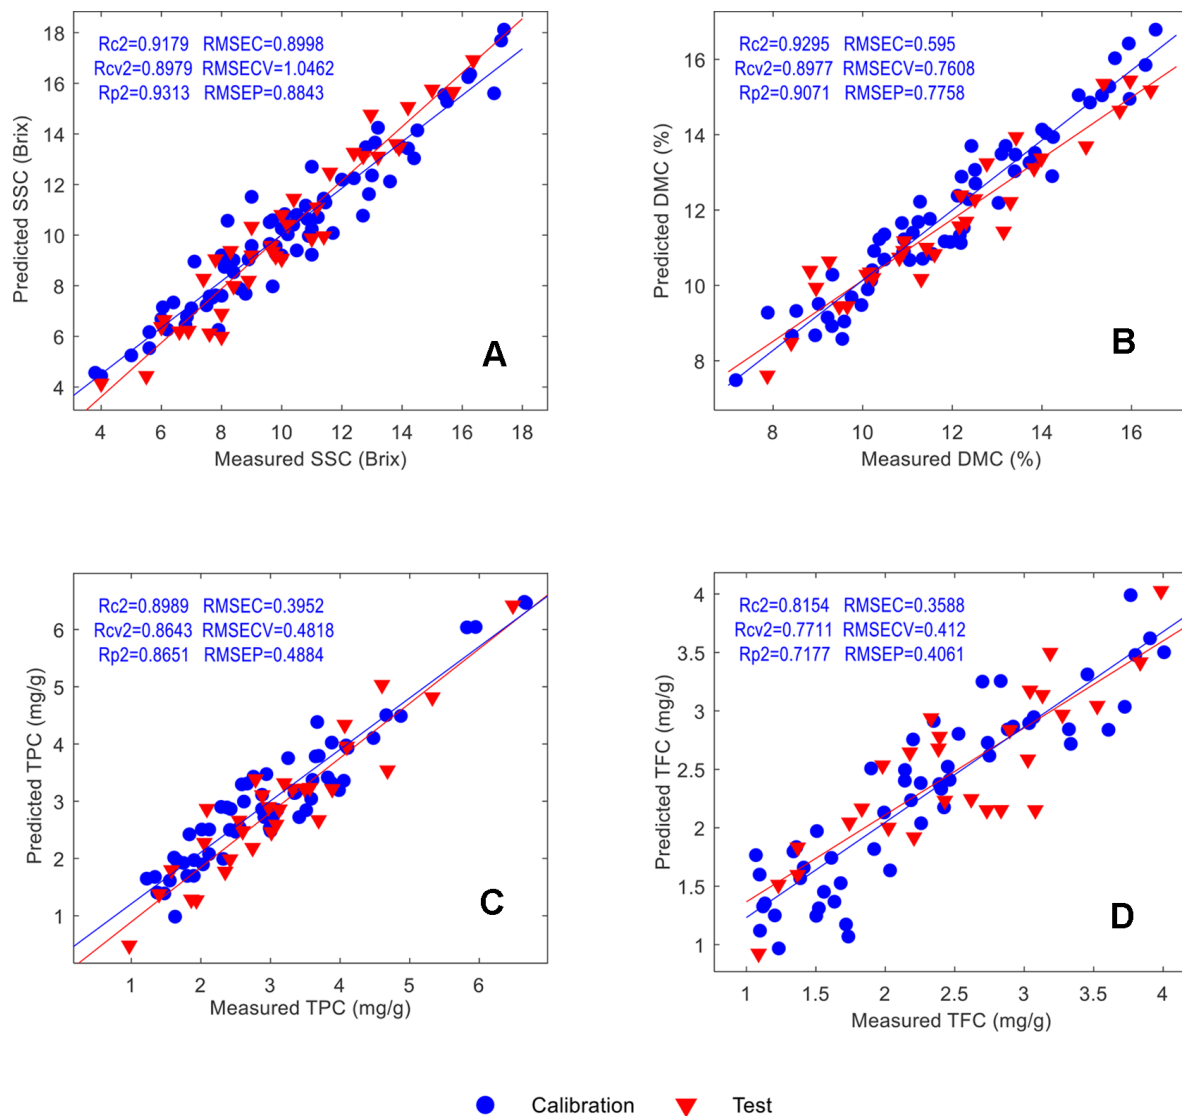 Rc2=0.9179 RMSEC=0.8998
Rcv2=0.8979 RMSECV=1.0462
Rp2=0.9313 RMSEP=0.8843
18
16
14
12
10
8
6
4
Predicted SSC (Brix)
A
4 6 8 10 12 14 16 18
Measured SSC (Brix)
Rc2=0.9295 RMSEC=0.595
Rcv2=0.8977 RMSECV=0.7608
Rp2=0.9071 RMSEP=0.7758
16
14
12
10
8
Predicted DMC (%)
B
8 10 12 14 16
Measured DMC (%)
Rc2=0.8989 RMSEC=0.3952
Rcv2=0.8643 RMSECV=0.4818
Rp2=0.8651 RMSEP=0.4884
6
5
4
3
2
1
Predicted TPC (mg/g)
C
1 2 3 4 5 6
Measured TPC (mg/g)
Rc2=0.8154 RMSEC=0.3588
Rcv2=0.7711 RMSECV=0.412
Rp2=0.7177 RMSEP=0.4061
4
3.5
3
2.5
2
1.5
1
Predicted TFC (mg/g)
D
1 1.5 2 2.5 3 3.5 4
Measured TFC (mg/g)
Calibration Test